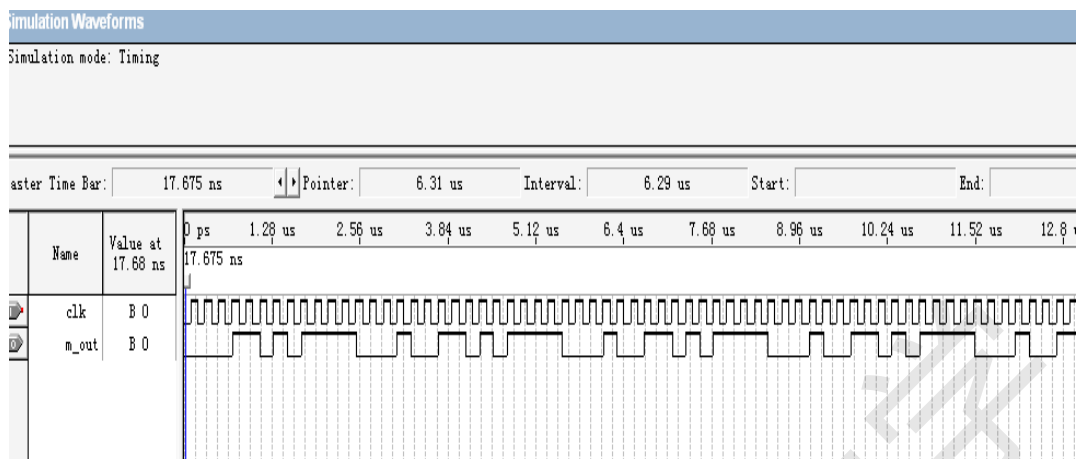 Simulation Waveforms
Simulation mode: Timing
aster Time Bar: 17.675 ns Pointer: 6.31 us Interval: 6.29 us Start: End:
Name Value at 17.68 ns 0 ps 1.28 us 2.56 us 3.84 us 5.12 us 6.4 us 7.68 us 8.96 us 10.24 us 11.52 us 12.8
17.675 ns
clk B 0
m_out B 0